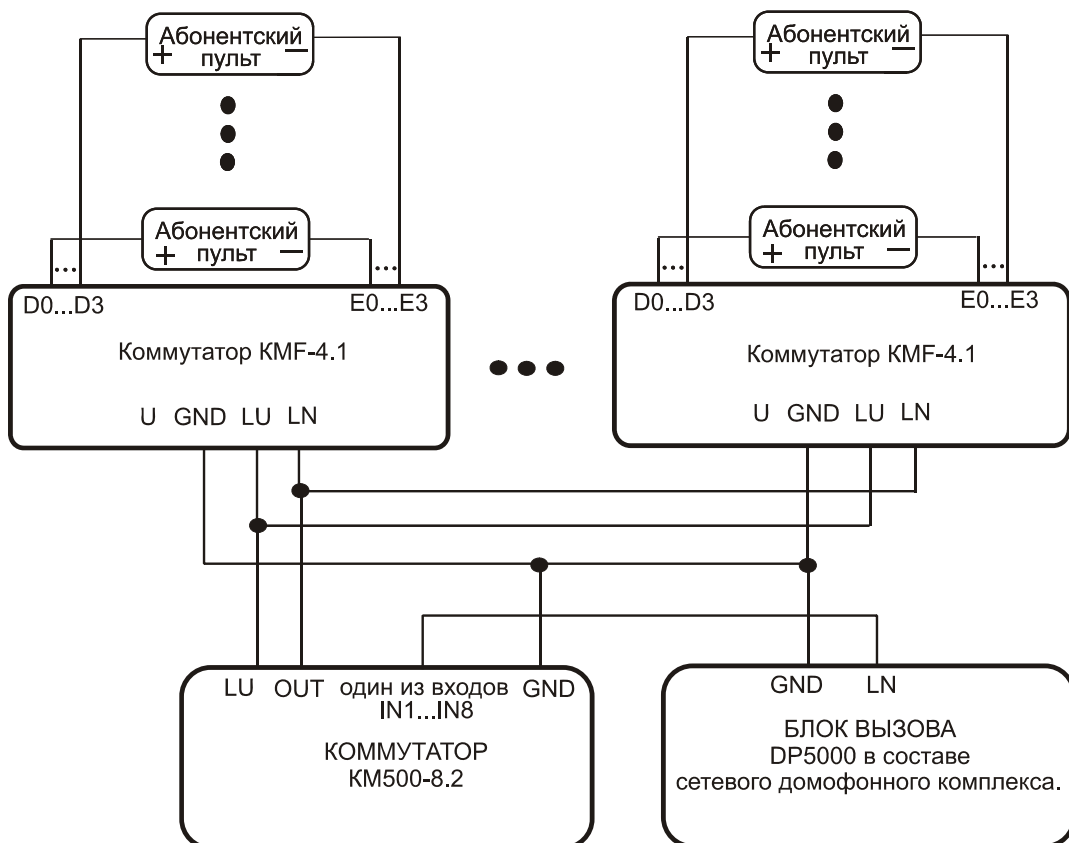 Абонентский
+ пульт −
Абонентский
+ пульт −
Абонентский
пульт
+ −
Абонентский
пульт
+ −
...
...
...
...
D0...D3 E0...E3
D0...D3 E0...E3
Коммутатор KMF-4.1
Коммутатор KMF-4.1
U GND LU LN
U GND LU LN
LU OUT один из входов GND
IN1...IN8
КОММУТАТОР
КМ500-8.2
GND LN
БЛОК ВЫЗОВА
DP5000 в составе
сетевого домофонного комплекса.